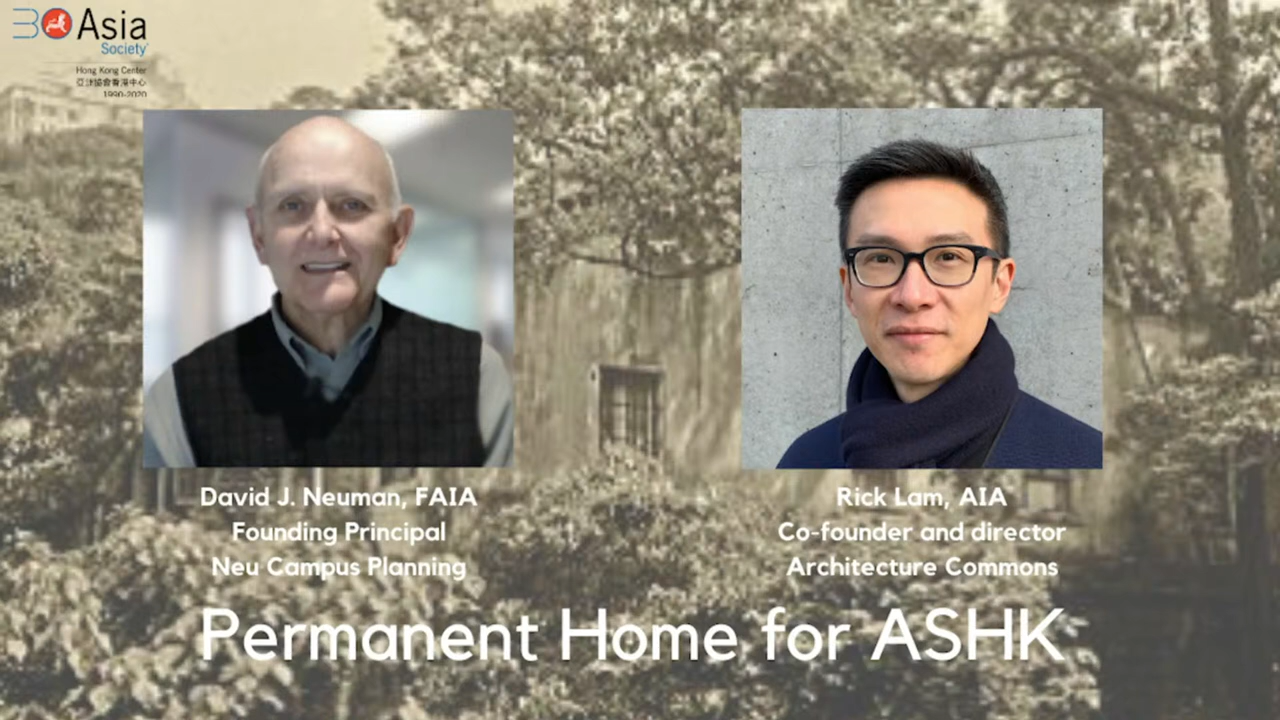 30 Asia
Society
Hong Kong Center
亞洲協會香港中心
1990-2020
David J. Neuman, FAIA
Founding Principal
Neu Campus Planning
Rick Lam, AIA
Co-founder and director
Architecture Commons
Permanent Home for ASHK